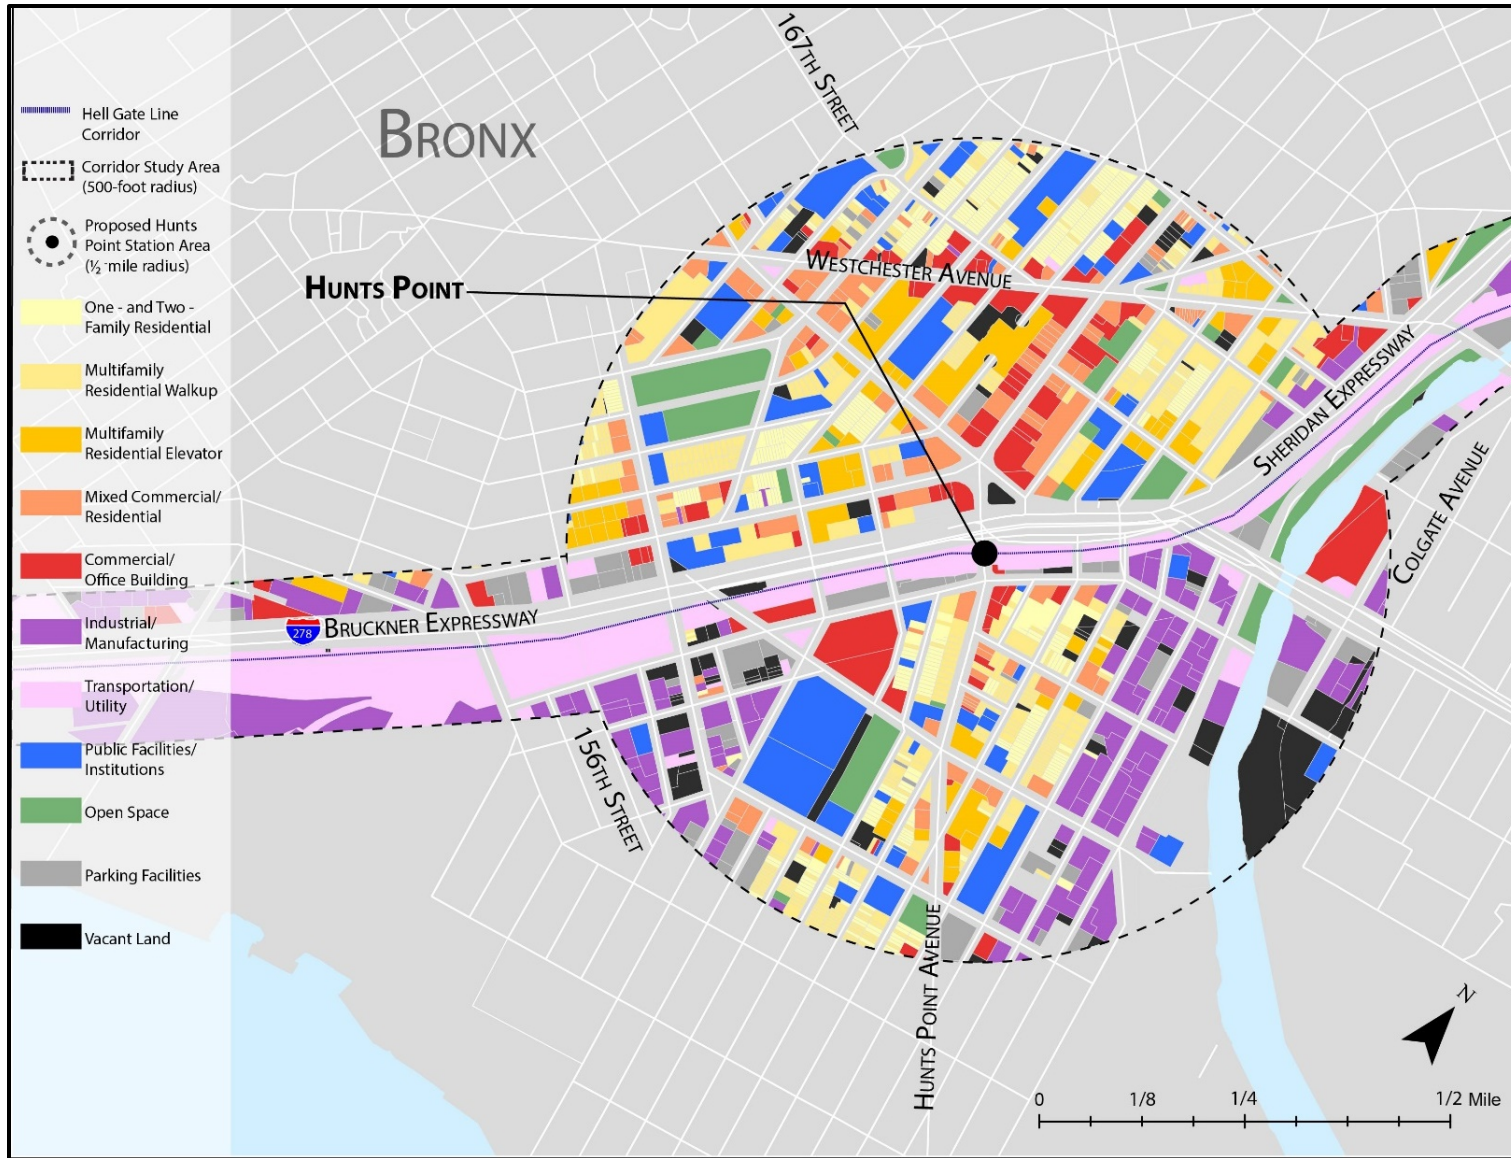 167TH STREET
BRONX
Hell Gate Line
Corridor
Corridor Study Area
(500-foot radius)
Proposed Hunts
Point Station Area
(½ -mile radius)
One - and Two -
Family Residential
Multifamily
Residential Walkup
Multifamily
Residential Elevator
Mixed Commercial/
Residential
Commercial/
Office Building
Industrial/
Manufacturing
Transportation/
Utility
Public Facilities/
Institutions
Open Space
Parking Facilities
Vacant Land
HUNTS POINT
WESTCHESTER AVENUE
SHERIDAN EXPRESSWAY
COLGATE AVENUE
278
BRUCKNER EXPRESSWAY
156TH STREET
HUNTS POINT AVENUE
N
0 1/8 1/4 1/2 Mile